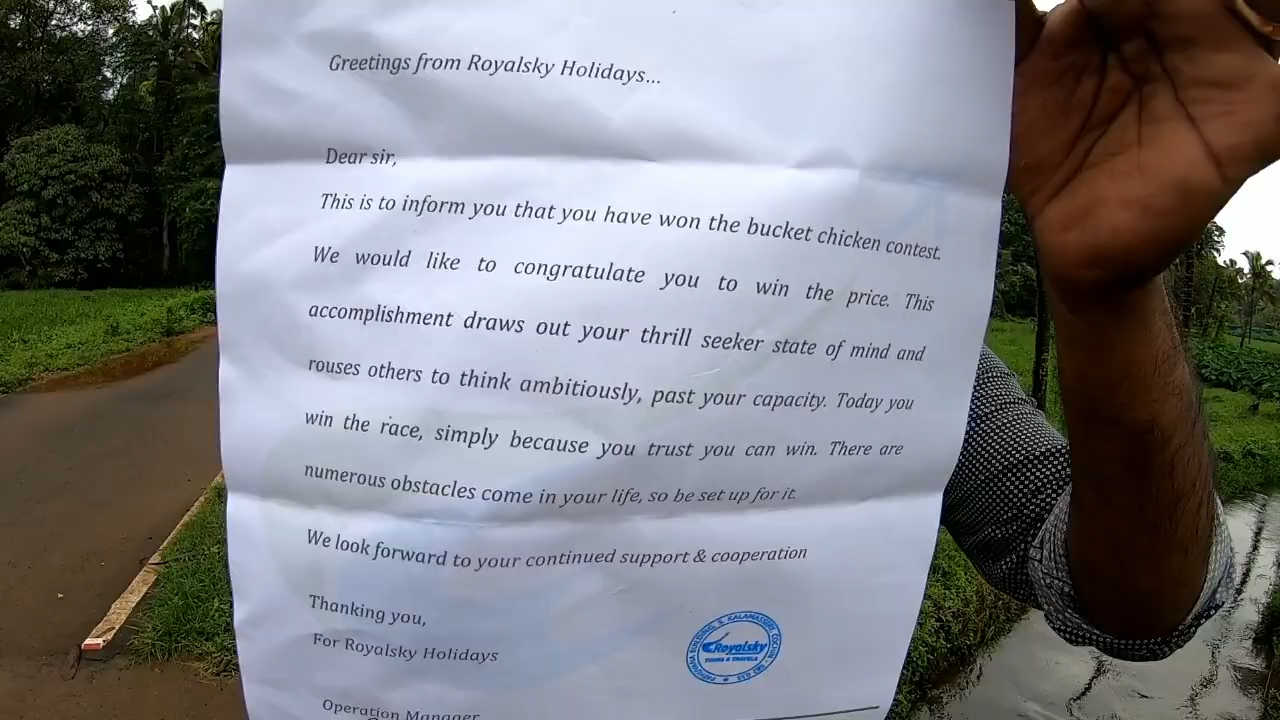 Greetings from Royalsky Holidays...
Dear sir,
This is to inform you that you have won the bucket chicken contest.
We would like to congratulate you to win the price. This
accomplishment draws out your thrill seeker state of mind and
rouses others to think ambitiously, past your capacity. Today you
win the race, simply because you trust you can win. There are
numerous obstacles come in your life, so be set up for it.
We look forward to your continued support & cooperation
Thanking you,
For Royalsky Holidays
Royalsky
TOURS & TRAVELS
Operation Manager